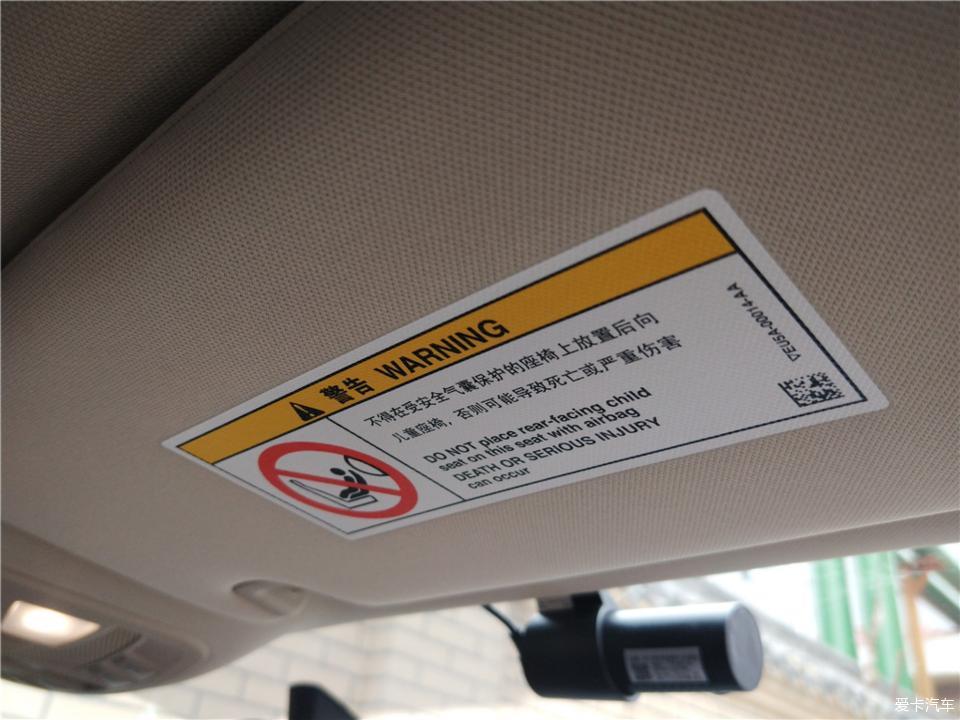 警告 WARNING
不得在受安全气囊保护的座椅上放置后向
儿童座椅，否则可能导致死亡或严重伤害
DO NOT place rear-facing child
seat on this seat with airbag
DEATH OR SERIOUS INJURY
can occur
VEU5A-00014-AA
爱卡汽车